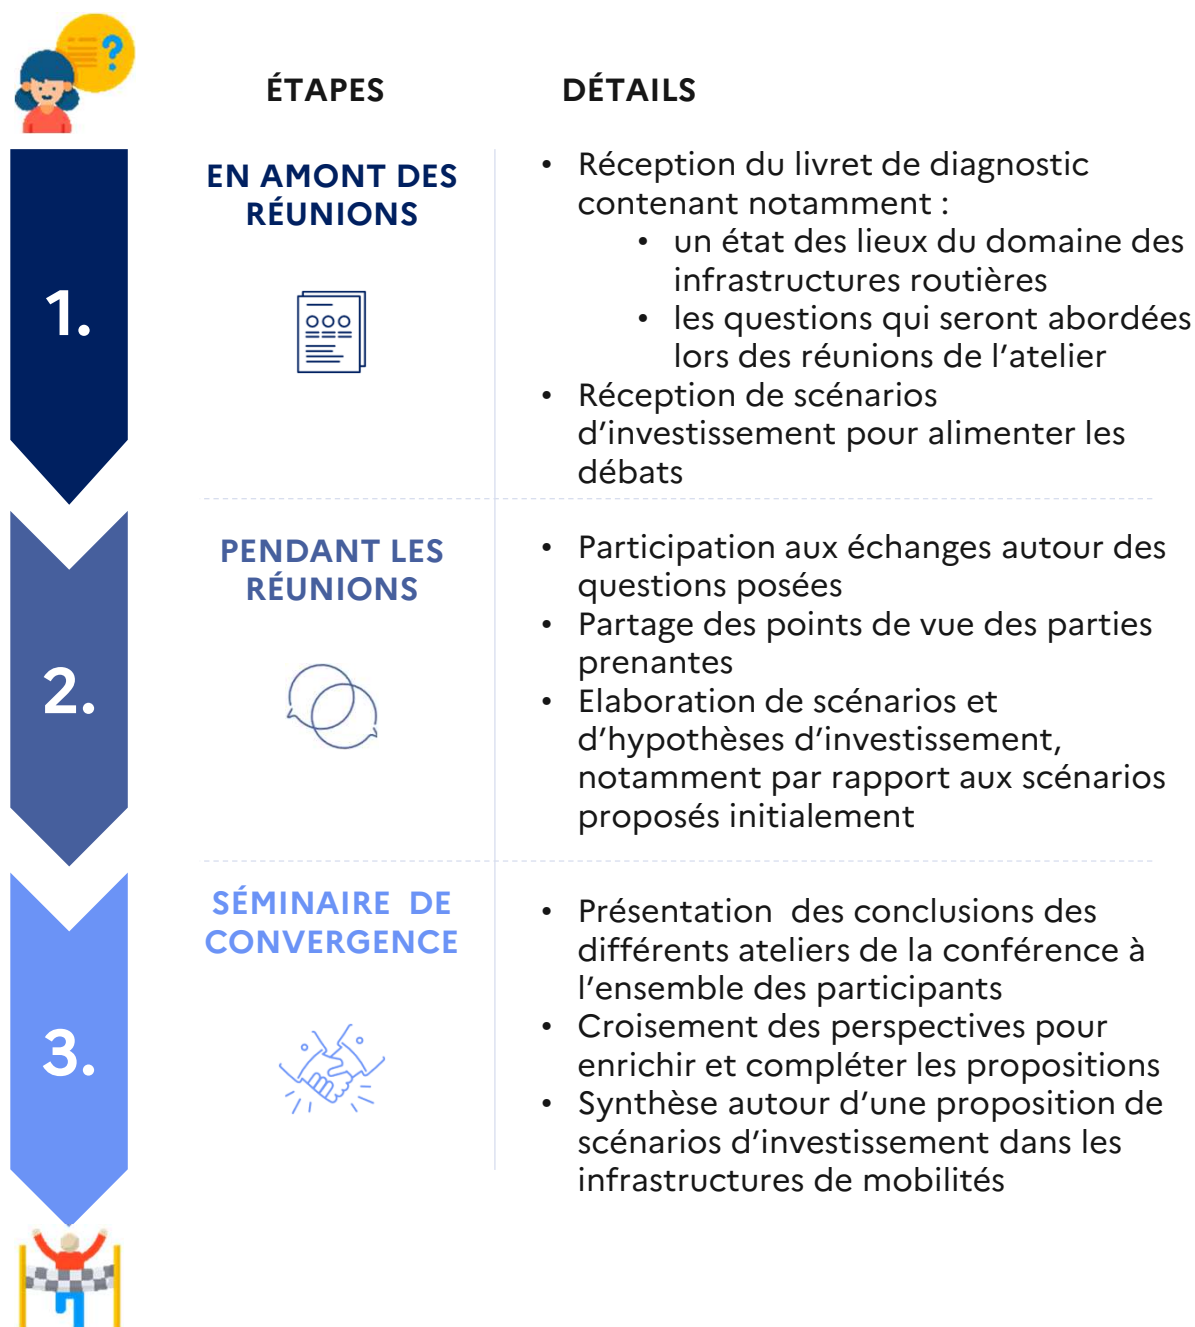 ?
ÉTAPES
DÉTAILS
1.
EN AMONT DES
RÉUNIONS
• Réception du livret de diagnostic
contenant notamment :
• un état des lieux du domaine des
infrastructures routières
• les questions qui seront abordées
lors des réunions de l’atelier
• Réception de scénarios
d’investissement pour alimenter les
débats
2.
PENDANT LES
RÉUNIONS
• Participation aux échanges autour des
questions posées
• Partage des points de vue des parties
prenantes
• Elaboration de scénarios et
d’hypothèses d’investissement,
notamment par rapport aux scénarios
proposés initialement
3.
SÉMINAIRE DE
CONVERGENCE
• Présentation des conclusions des
différents ateliers de la conférence à
l’ensemble des participants
• Croisement des perspectives pour
enrichir et compléter les propositions
• Synthèse autour d’une proposition de
scénarios d’investissement dans les
infrastructures de mobilités